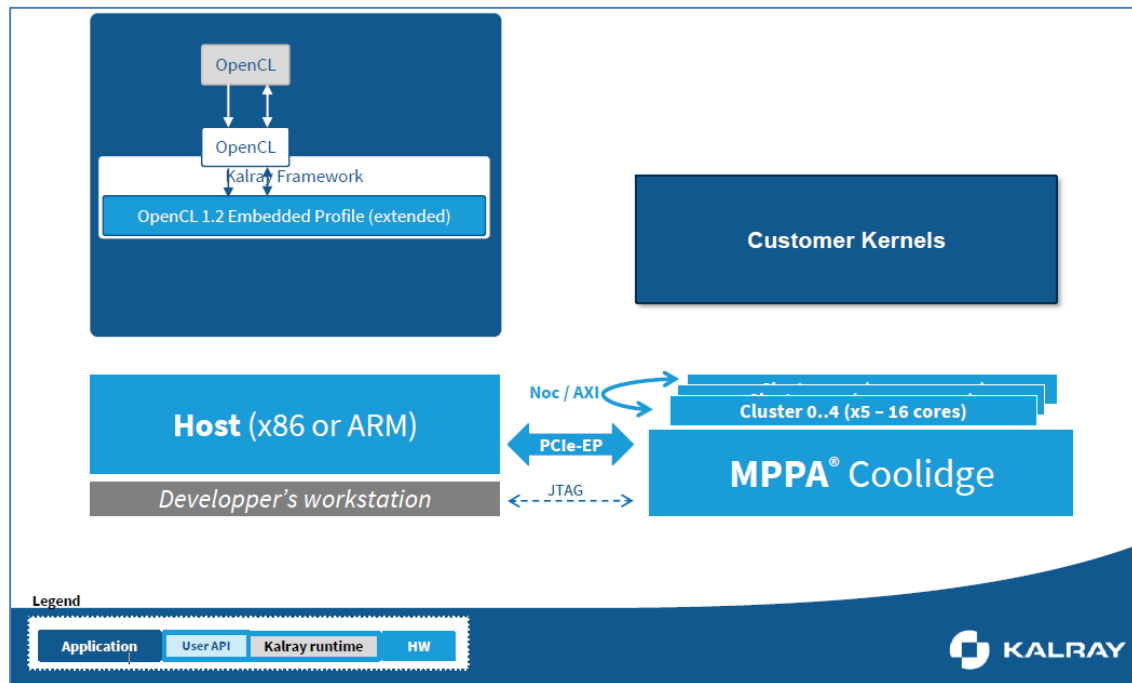 OpenCL
OpenCL
Kalray Framework
OpenCL 1.2 Embedded Profile (extended)
Customer Kernels
Noc / AXI
Cluster 0..4 (x5 – 16 cores)
Host (x86 or ARM)
PCIe-EP
MPPA® Coolidge
Developper's workstation
JTAG
Legend
Application
User API
Kalray runtime
HW
KALRAY